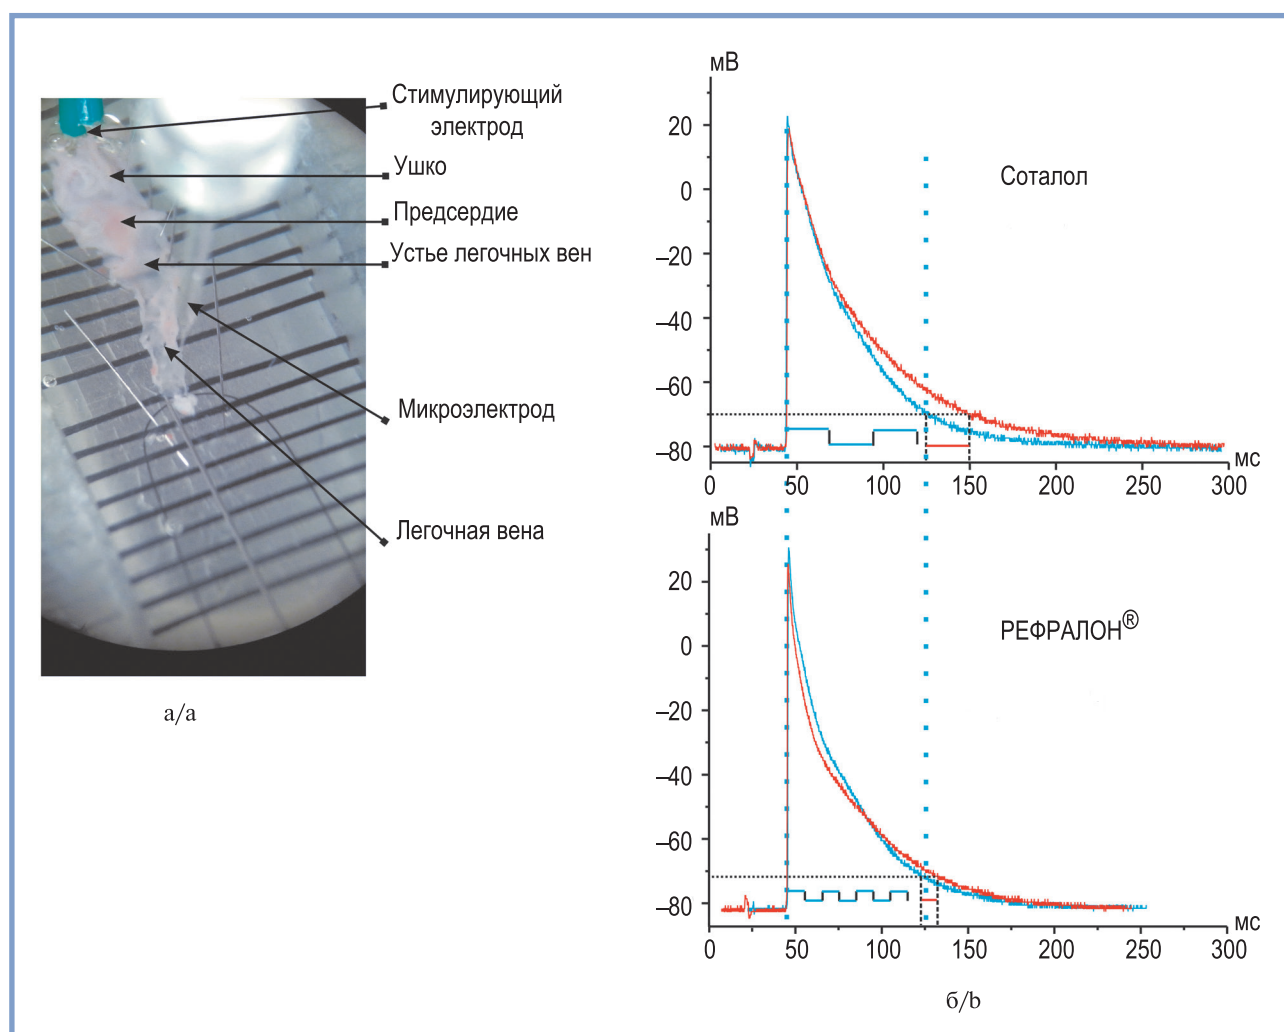 Стимулирующий
электрод
Ушко
Предсердие
Устье легочных вен
Микроэлектрод
Легочная вена
а/a
мВ
20
0
–20
–40
–60
–80
Соталол
0 50 100 150 200 250 300
мс
мВ
20
0
–20
–40
–60
–80
РЕФРАЛОН®
0 50 100 150 200 250 300
мс
б/b